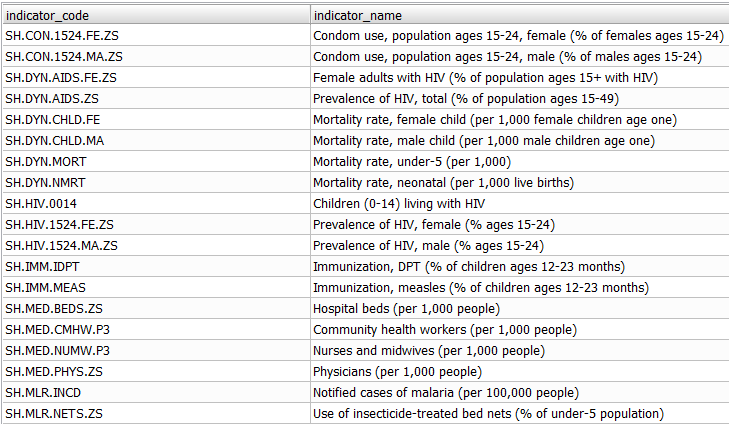 indicator_code indicator_name
SH.CON.1524.FE.ZS Condom use, population ages 15-24, female (% of females ages 15-24)
SH.CON.1524.MA.ZS Condom use, population ages 15-24, male (% of males ages 15-24)
SH.DYN.AIDS.FE.ZS Female adults with HIV (% of population ages 15+ with HIV)
SH.DYN.AIDS.ZS Prevalence of HIV, total (% of population ages 15-49)
SH.DYN.CHLD.FE Mortality rate, female child (per 1,000 female children age one)
SH.DYN.CHLD.MA Mortality rate, male child (per 1,000 male children age one)
SH.DYN.MORT Mortality rate, under-5 (per 1,000)
SH.DYN.NMRT Mortality rate, neonatal (per 1,000 live births)
SH.HIV.0014 Children (0-14) living with HIV
SH.HIV.1524.FE.ZS Prevalence of HIV, female (% ages 15-24)
SH.HIV.1524.MA.ZS Prevalence of HIV, male (% ages 15-24)
SH.IMM.IDPT Immunization, DPT (% of children ages 12-23 months)
SH.IMM.MEAS Immunization, measles (% of children ages 12-23 months)
SH.MED.BEDS.ZS Hospital beds (per 1,000 people)
SH.MED.CMHW.P3 Community health workers (per 1,000 people)
SH.MED.NUMW.P3 Nurses and midwives (per 1,000 people)
SH.MED.PHYS.ZS Physicians (per 1,000 people)
SH.MLR.INCD Notified cases of malaria (per 100,000 people)
SH.MLR.NETS.ZS Use of insecticide-treated bed nets (% of under-5 population)